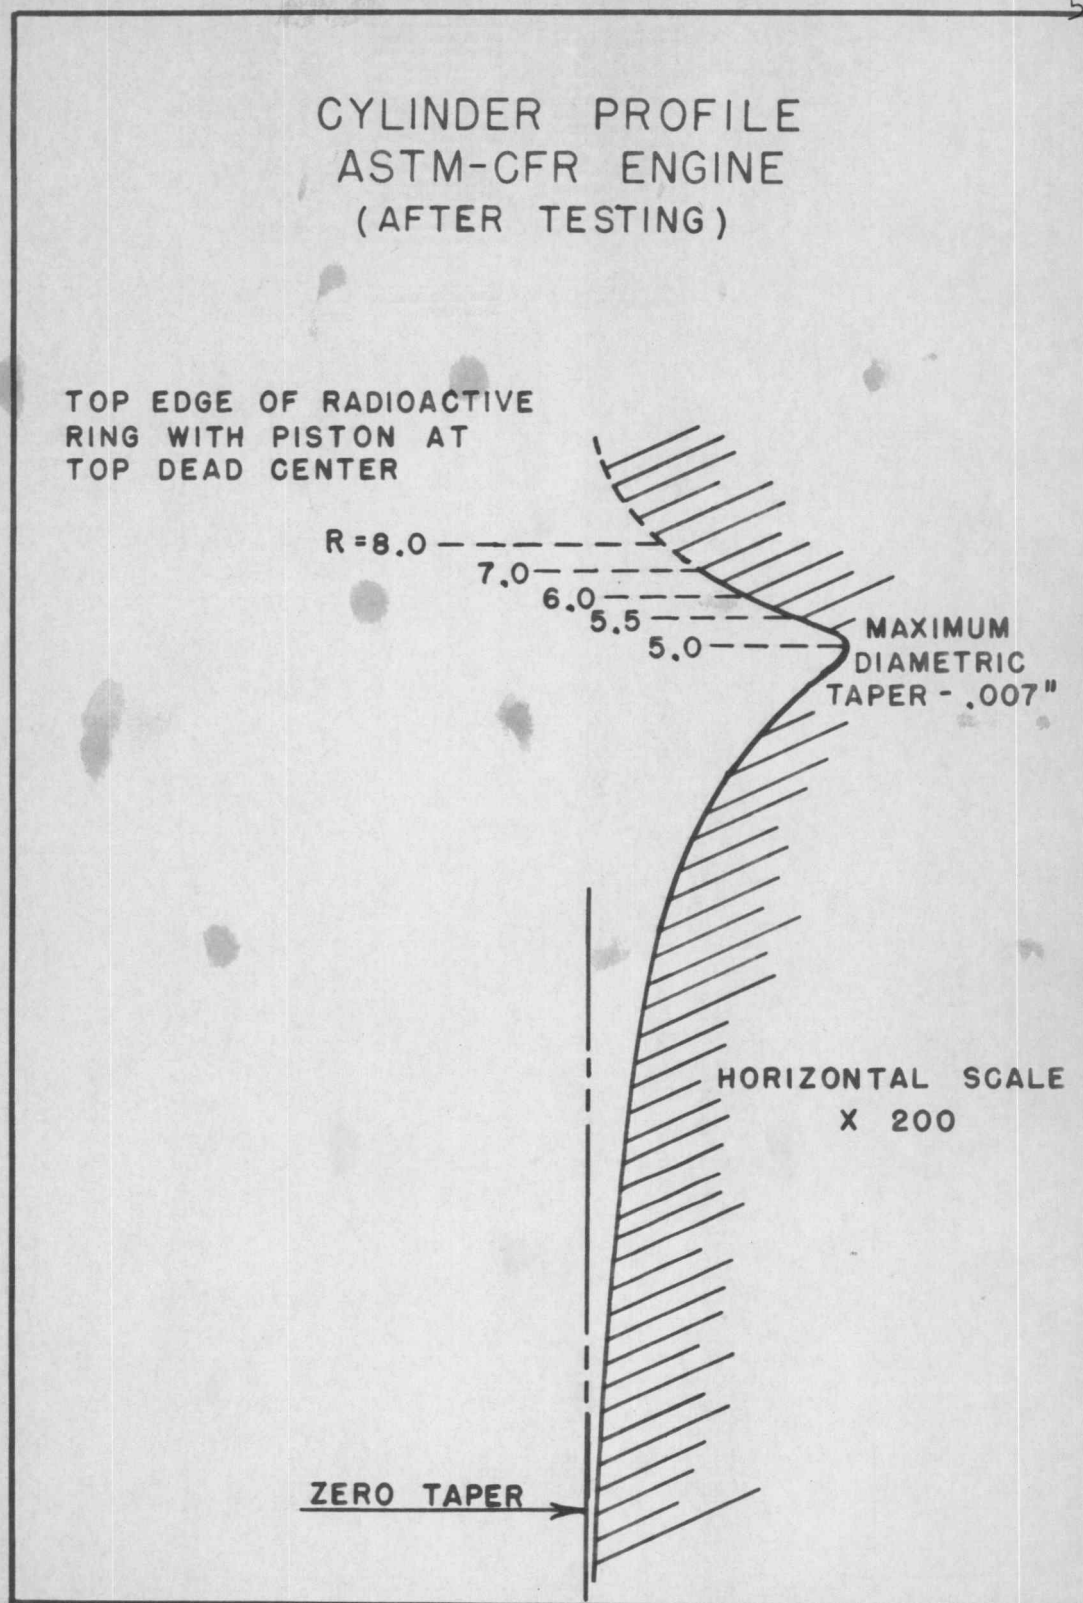 5
CYLINDER PROFILE
ASTM-CFR ENGINE
(AFTER TESTING)
TOP EDGE OF RADIOACTIVE
RING WITH PISTON AT
TOP DEAD CENTER
R=8.0
7.0
6.0
5.5
5.0
MAXIMUM
DIAMETRIC
TAPER - .007"
HORIZONTAL SCALE
X 200
ZERO TAPER